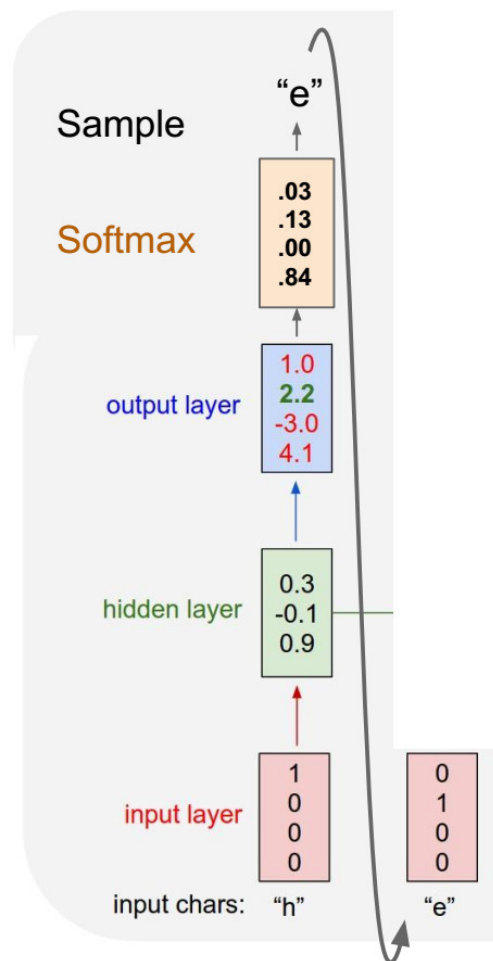 “e”
Sample
Softmax
.03
.13
.00
.84
output layer
1.0
2.2
-3.0
4.1
hidden layer
0.3
-0.1
0.9
input layer
1
0
0
0
0
1
0
0
input chars: “h” “e”